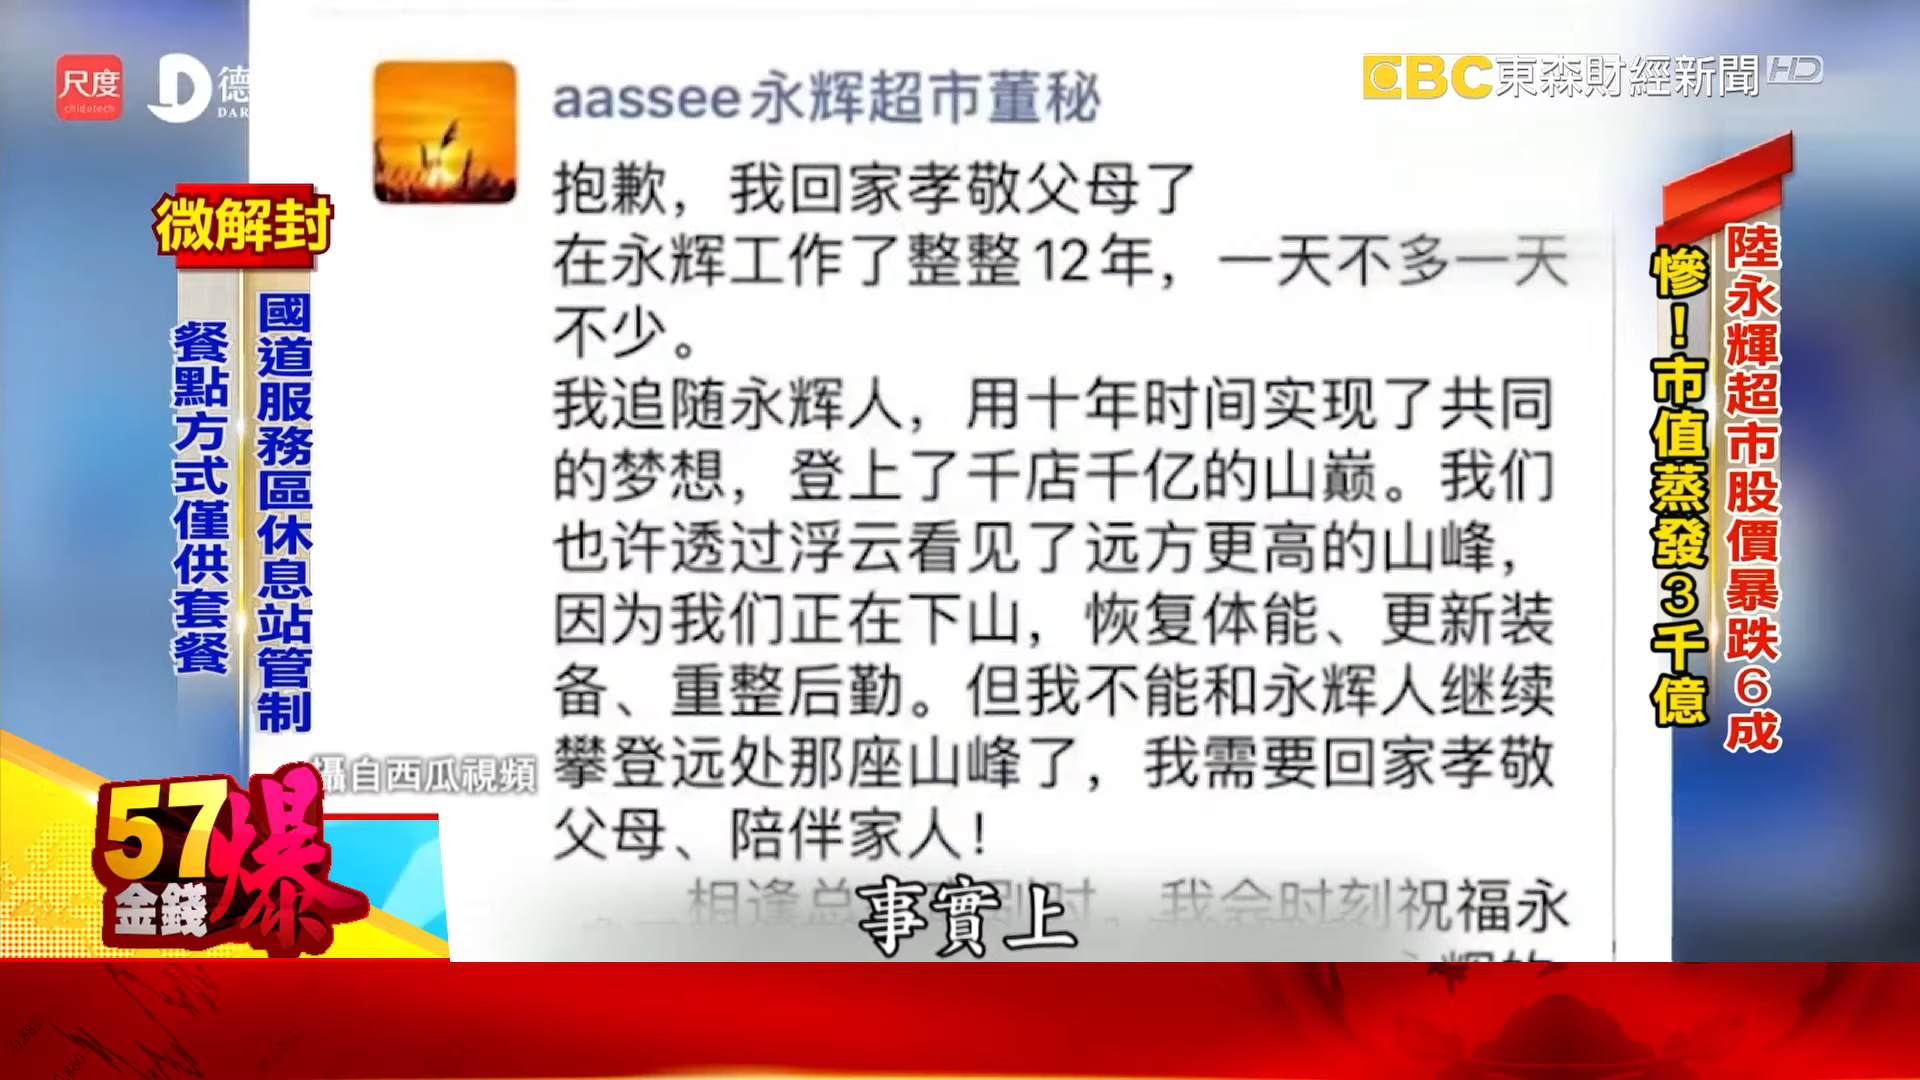 尺度
chidutech
德
DAR
EBC東森財經新聞HD
微解封
國道服務區休息站管制
餐點方式僅供套餐
陸永輝超市股價暴跌6成
慘！市值蒸發3千億
aassee永辉超市董秘
抱歉，我回家孝敬父母了
在永辉工作了整整12年，一天不多一天
不少。
我追随永辉人，用十年时间实现了共同
的梦想，登上了千店千亿的山巅。我们
也许透过浮云看见了远方更高的山峰，
因为我们正在下山，恢复体能、更新装
备、重整后勤。但我不能和永辉人继续
攀登远处那座山峰了，我需要回家孝敬
父母、陪伴家人！
相逢总 别时。我会时刻祝福永
攝自西瓜視頻
事實上
57
金錢
爆